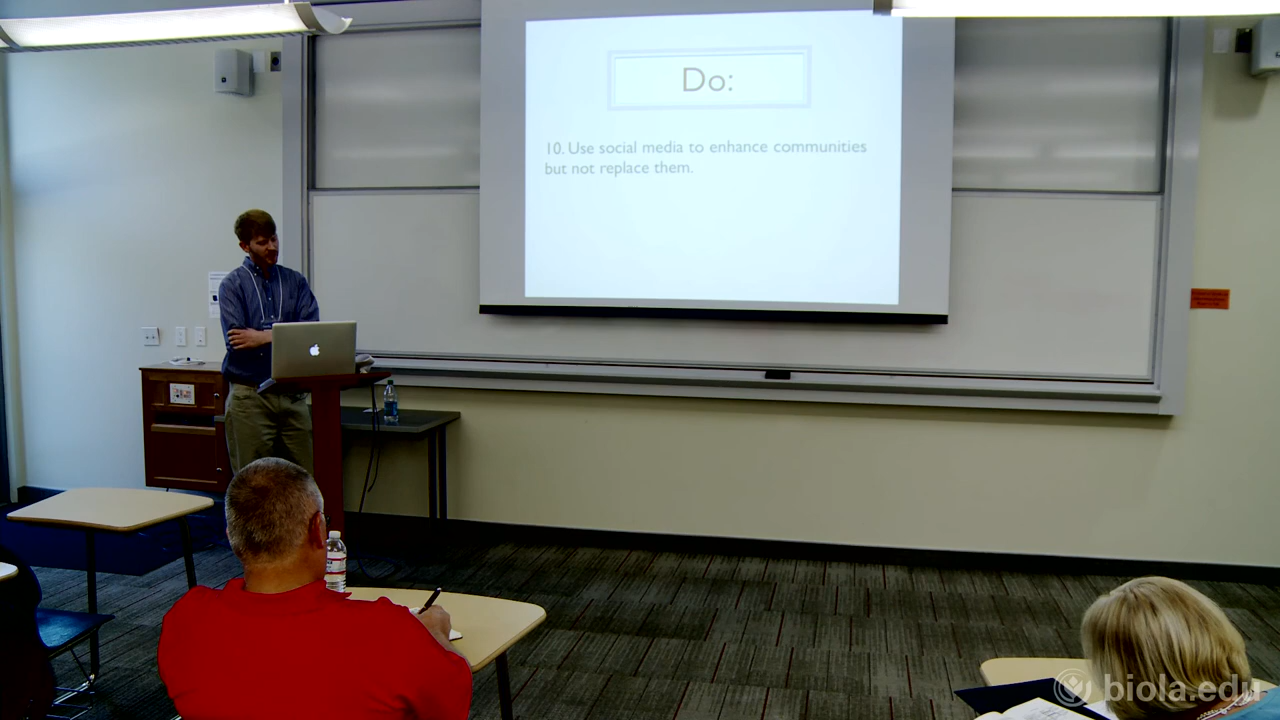 Do:
10. Use social media to enhance communities
but not replace them.
biola.edu